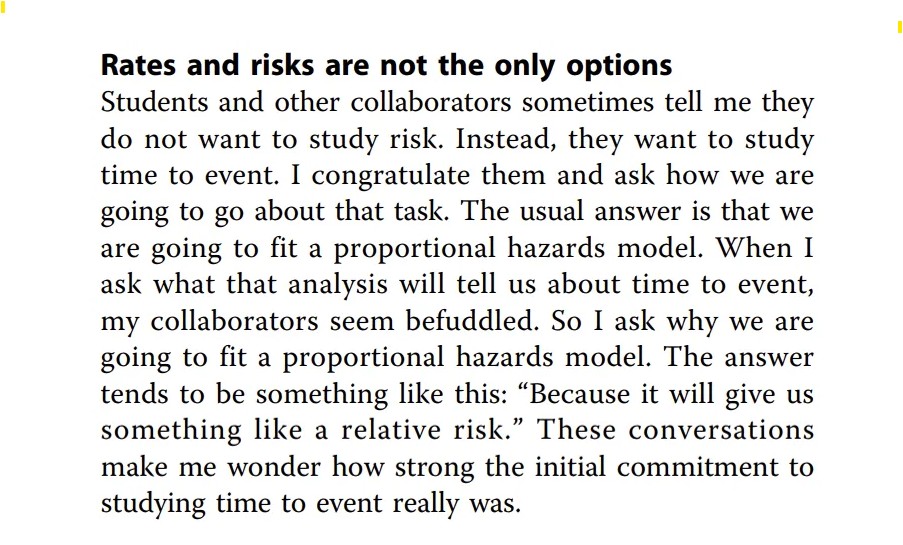 Rates and risks are not the only options
Students and other collaborators sometimes tell me they
do not want to study risk. Instead, they want to study
time to event. I congratulate them and ask how we are
going to go about that task. The usual answer is that we
are going to fit a proportional hazards model. When I
ask what that analysis will tell us about time to event,
my collaborators seem befuddled. So I ask why we are
going to fit a proportional hazards model. The answer
tends to be something like this: “Because it will give us
something like a relative risk.” These conversations
make me wonder how strong the initial commitment to
studying time to event really was.